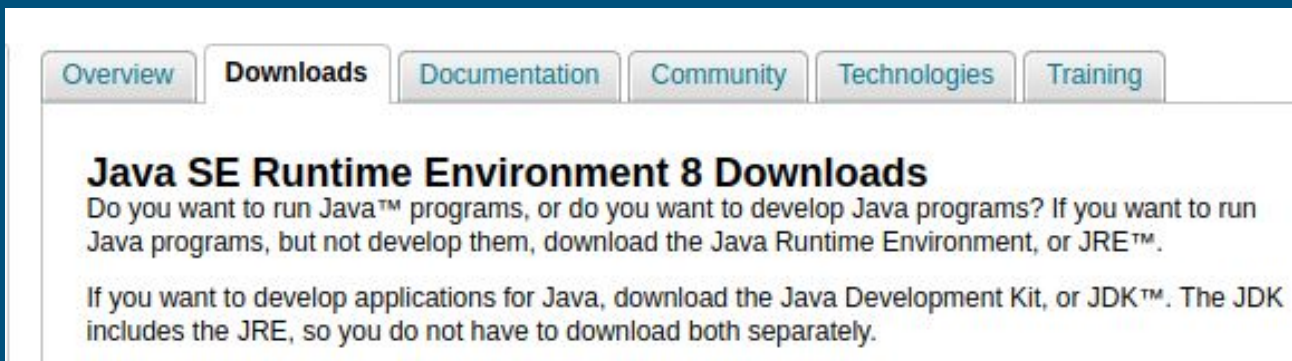 Overview Downloads Documentation Community Technologies Training
Java SE Runtime Environment 8 Downloads
Do you want to run Java™ programs, or do you want to develop Java programs? If you want to run
Java programs, but not develop them, download the Java Runtime Environment, or JRE™.
If you want to develop applications for Java, download the Java Development Kit, or JDK™. The JDK
includes the JRE, so you do not have to download both separately.